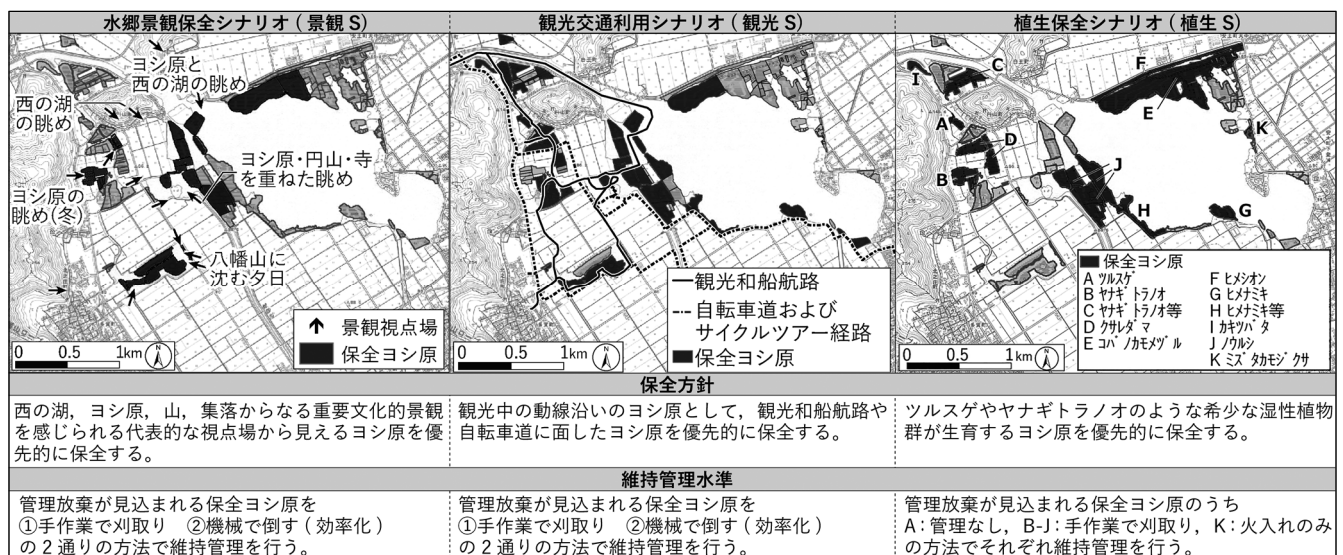 水郷景観保全シナリオ ( 景観 S )
ヨシ原と
西の湖の眺め
西の湖
の眺め
ヨシ原・円山・寺
を重ねた眺め
ヨシ原の
眺め(冬)
八幡山に
沈む夕日
景観視点場
保全ヨシ原
0 0.5 1km
N
観光交通利用シナリオ ( 観光 S )
観光和船航路
自転車道および
サイクルツアー経路
保全ヨシ原
0 0.5 1km
N
植生保全シナリオ ( 植生 S )
I
C
F
E
A
D
K
B
J
H
G
保全ヨシ原
A ツルスゲ
B ヤナギトラノオ
C ヤナギトラノオ等
D クサレダマ
E コバノカモメヅル
F ヒメシオン
G ヒメナミキ
H ヒメナミキ等
I カキツバタ
J ノウルシ
K ミズタカモジグサ
0 0.5 1km
N
保全方針
西の湖，ヨシ原，山，集落からなる重要文化的景観
を感じられる代表的な視点場から見えるヨシ原を優
先的に保全する。
観光中の動線沿いのヨシ原として，観光和船航路や
自転車道に面したヨシ原を優先的に保全する。
ツルスゲやヤナギトラノオのような希少な湿性植物
群が生育するヨシ原を優先的に保全する。
維持管理水準
管理放棄が見込まれる保全ヨシ原を
①手作業で刈取り ②機械で倒す ( 効率化 )
の 2 通りの方法で維持管理を行う。
管理放棄が見込まれる保全ヨシ原を
①手作業で刈取り ②機械で倒す ( 効率化 )
の 2 通りの方法で維持管理を行う。
管理放棄が見込まれる保全ヨシ原のうち
A：管理なし，B-J：手作業で刈取り，K：火入れのみ
の方法でそれぞれ維持管理を行う。